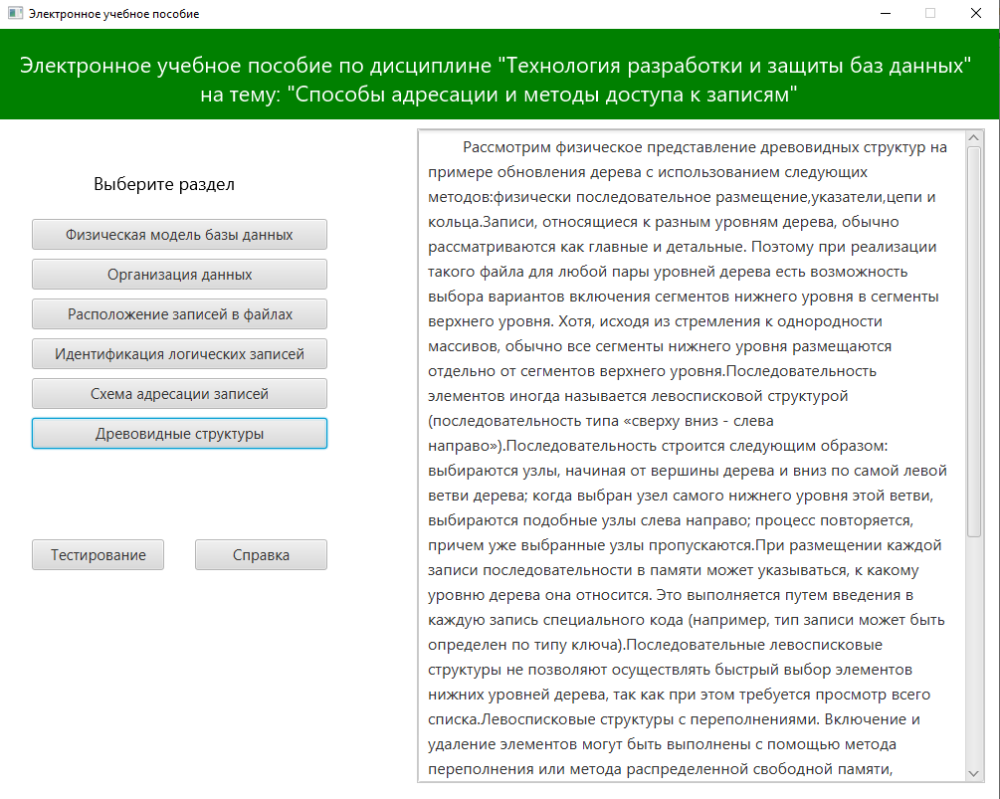 Электронное учебное пособие
Электронное учебное пособие по дисциплине "Технология разработки и защиты баз данных"
на тему: "Способы адресации и методы доступа к записям"
Выберите раздел
Физическая модель базы данных
Организация данных
Расположение записей в файлах
Идентификация логических записей
Схема адресации записей
Древовидные структуры
Тестирование
Справка
Рассмотрим физическое представление древовидных структур на
примере обновления дерева с использованием следующих
методов:физически последовательное размещение,указатели,цепи и
кольца.Записи, относящиеся к разным уровням дерева, обычно
рассматриваются как главные и детальные. Поэтому при реализации
такого файла для любой пары уровней дерева есть возможность
выбора вариантов включения сегментов нижнего уровня в сегменты
верхнего уровня. Хотя, исходя из стремления к однородности
массивов, обычно все сегменты нижнего уровня размещаются
отдельно от сегментов верхнего уровня.Последовательность
элементов иногда называется левосписковой структурой
(последовательность типа «сверху вниз - слева
направо»).Последовательность строится следующим образом:
выбираются узлы, начиная от вершины дерева и вниз по самой левой
ветви дерева; когда выбран узел самого нижнего уровня этой ветви,
выбираются подобные узлы слева направо; процесс повторяется,
причем уже выбранные узлы пропускаются.При размещении каждой
записи последовательности в памяти может указываться, к какому
уровню дерева она относится. Это выполняется путем введения в
каждую запись специального кода (например, тип записи может быть
определен по типу ключа).Последовательные левосписковые
структуры не позволяют осуществлять быстрый выбор элементов
нижних уровней дерева, так как при этом требуется просмотр всего
списка.Левосписковые структуры с переполнениями. Включение и
удаление элементов могут быть выполнены с помощью метода
переполнения или метода распределенной свободной памяти,